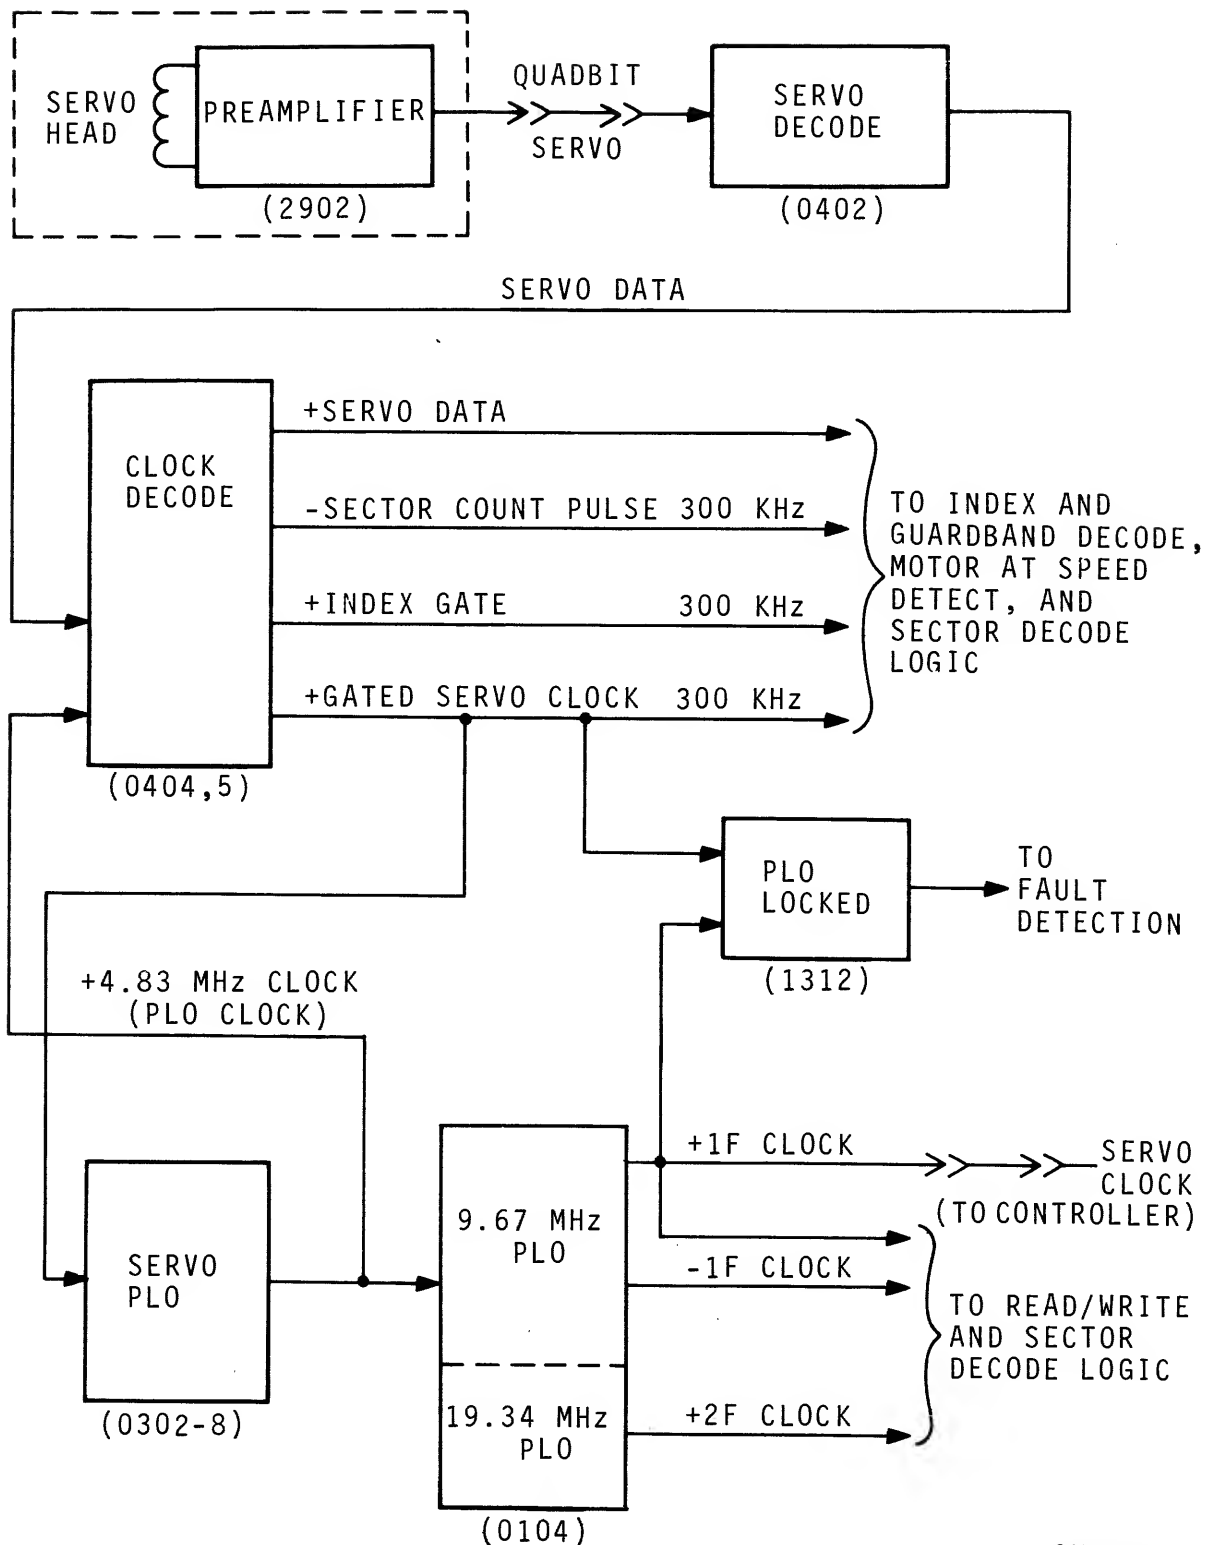 SERVO
HEAD
PREAMPLIFIER
(2902)
QUADBIT
SERVO
SERVO
DECODE
(0402)
SERVO DATA
CLOCK
DECODE
(0404,5)
+SERVO DATA
-SECTOR COUNT PULSE 300 KHz
+INDEX GATE 300 KHz
+GATED SERVO CLOCK 300 KHz
TO INDEX AND
GUARDBAND DECODE,
MOTOR AT SPEED
DETECT, AND
SECTOR DECODE
LOGIC
PLO
LOCKED
(1312)
TO
FAULT
DETECTION
+4.83 MHz CLOCK
(PLO CLOCK)
SERVO
PLO
(0302-8)
9.67 MHz
PLO
19.34 MHz
PLO
(0104)
+1F CLOCK
SERVO
CLOCK
(TO CONTROLLER)
-1F CLOCK
+2F CLOCK
TO READ/WRITE
AND SECTOR
DECODE LOGIC